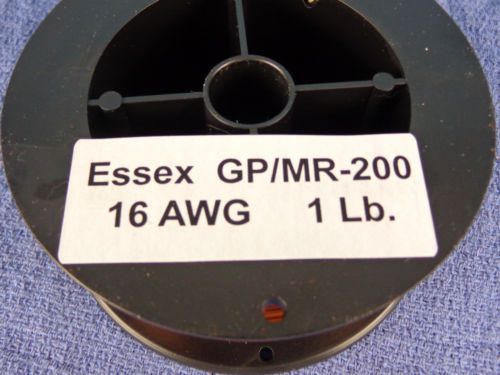 Essex GP/MR-200
16 AWG 1 Lb.